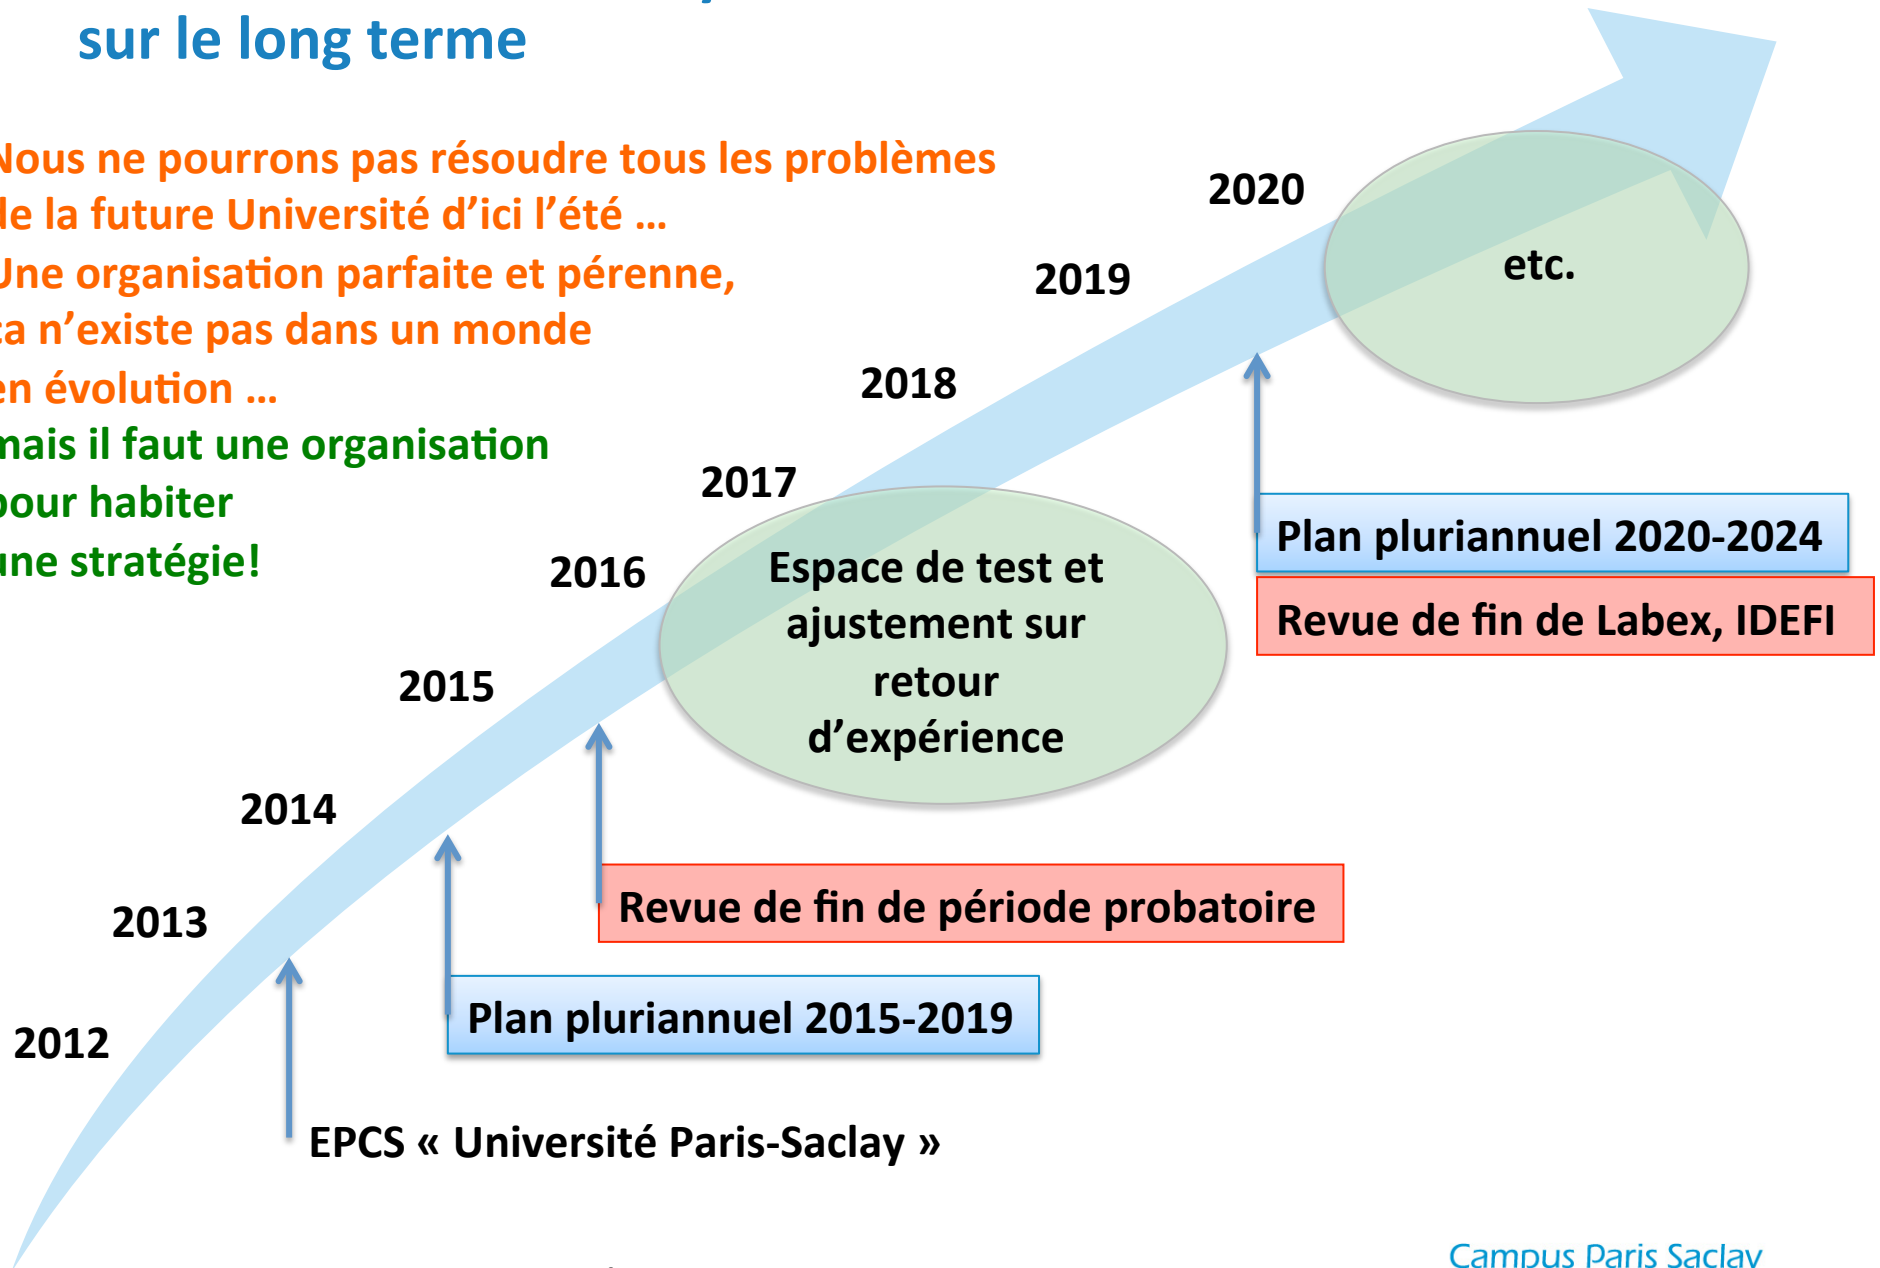 sur le long terme
Nous ne pourrons pas résoudre tous les problèmes
de la future Université d’ici l’été …
Une organisation parfaite et pérenne,
ça n’existe pas dans un monde
en évolution …
mais il faut une organisation
pour habiter
une stratégie!
2020
etc.
2019
2018
2017
2016
2015
2014
2013
2012
Espace de test et
ajustement sur
retour
d’expérience
Plan pluriannuel 2020-2024
Revue de fin de Labex, IDEFI
Revue de fin de période probatoire
Plan pluriannuel 2015-2019
EPCS « Université Paris-Saclay »
Campus Paris Saclay